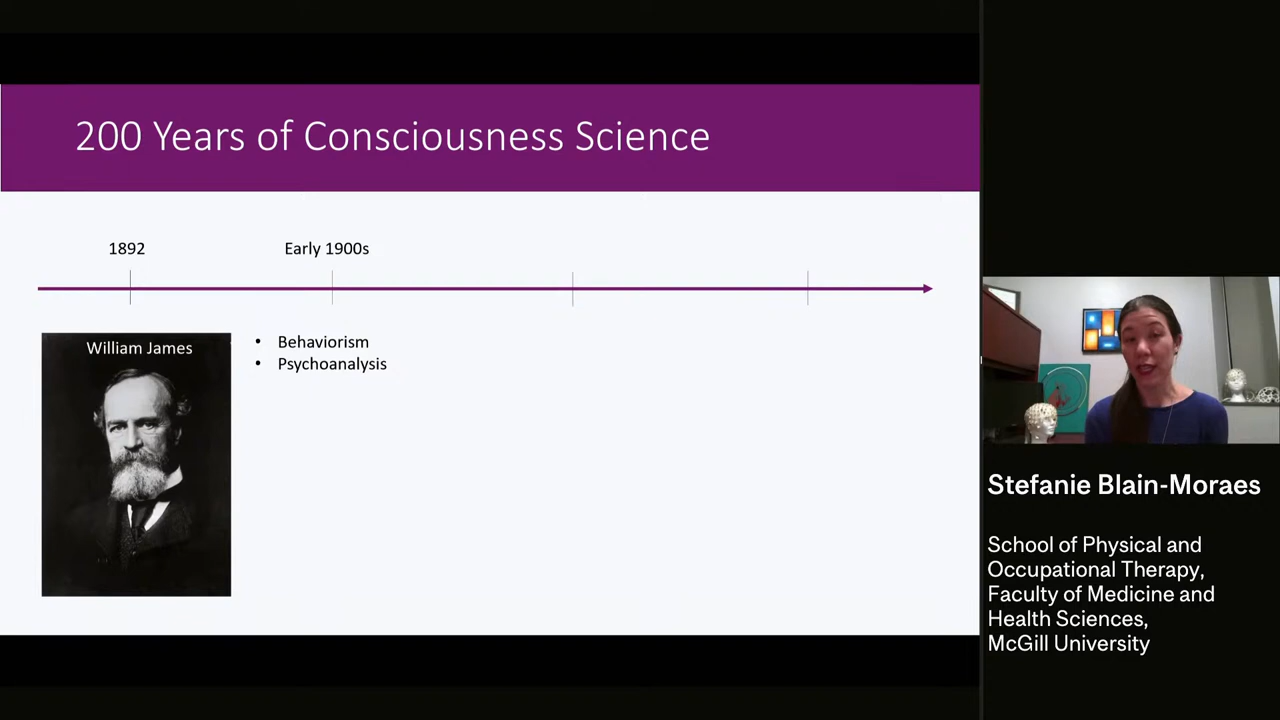 200 Years of Consciousness Science
1892
Early 1900s
William James
• Behaviorism
• Psychoanalysis
Stefanie Blain-Moraes
School of Physical and
Occupational Therapy,
Faculty of Medicine and
Health Sciences,
McGill University